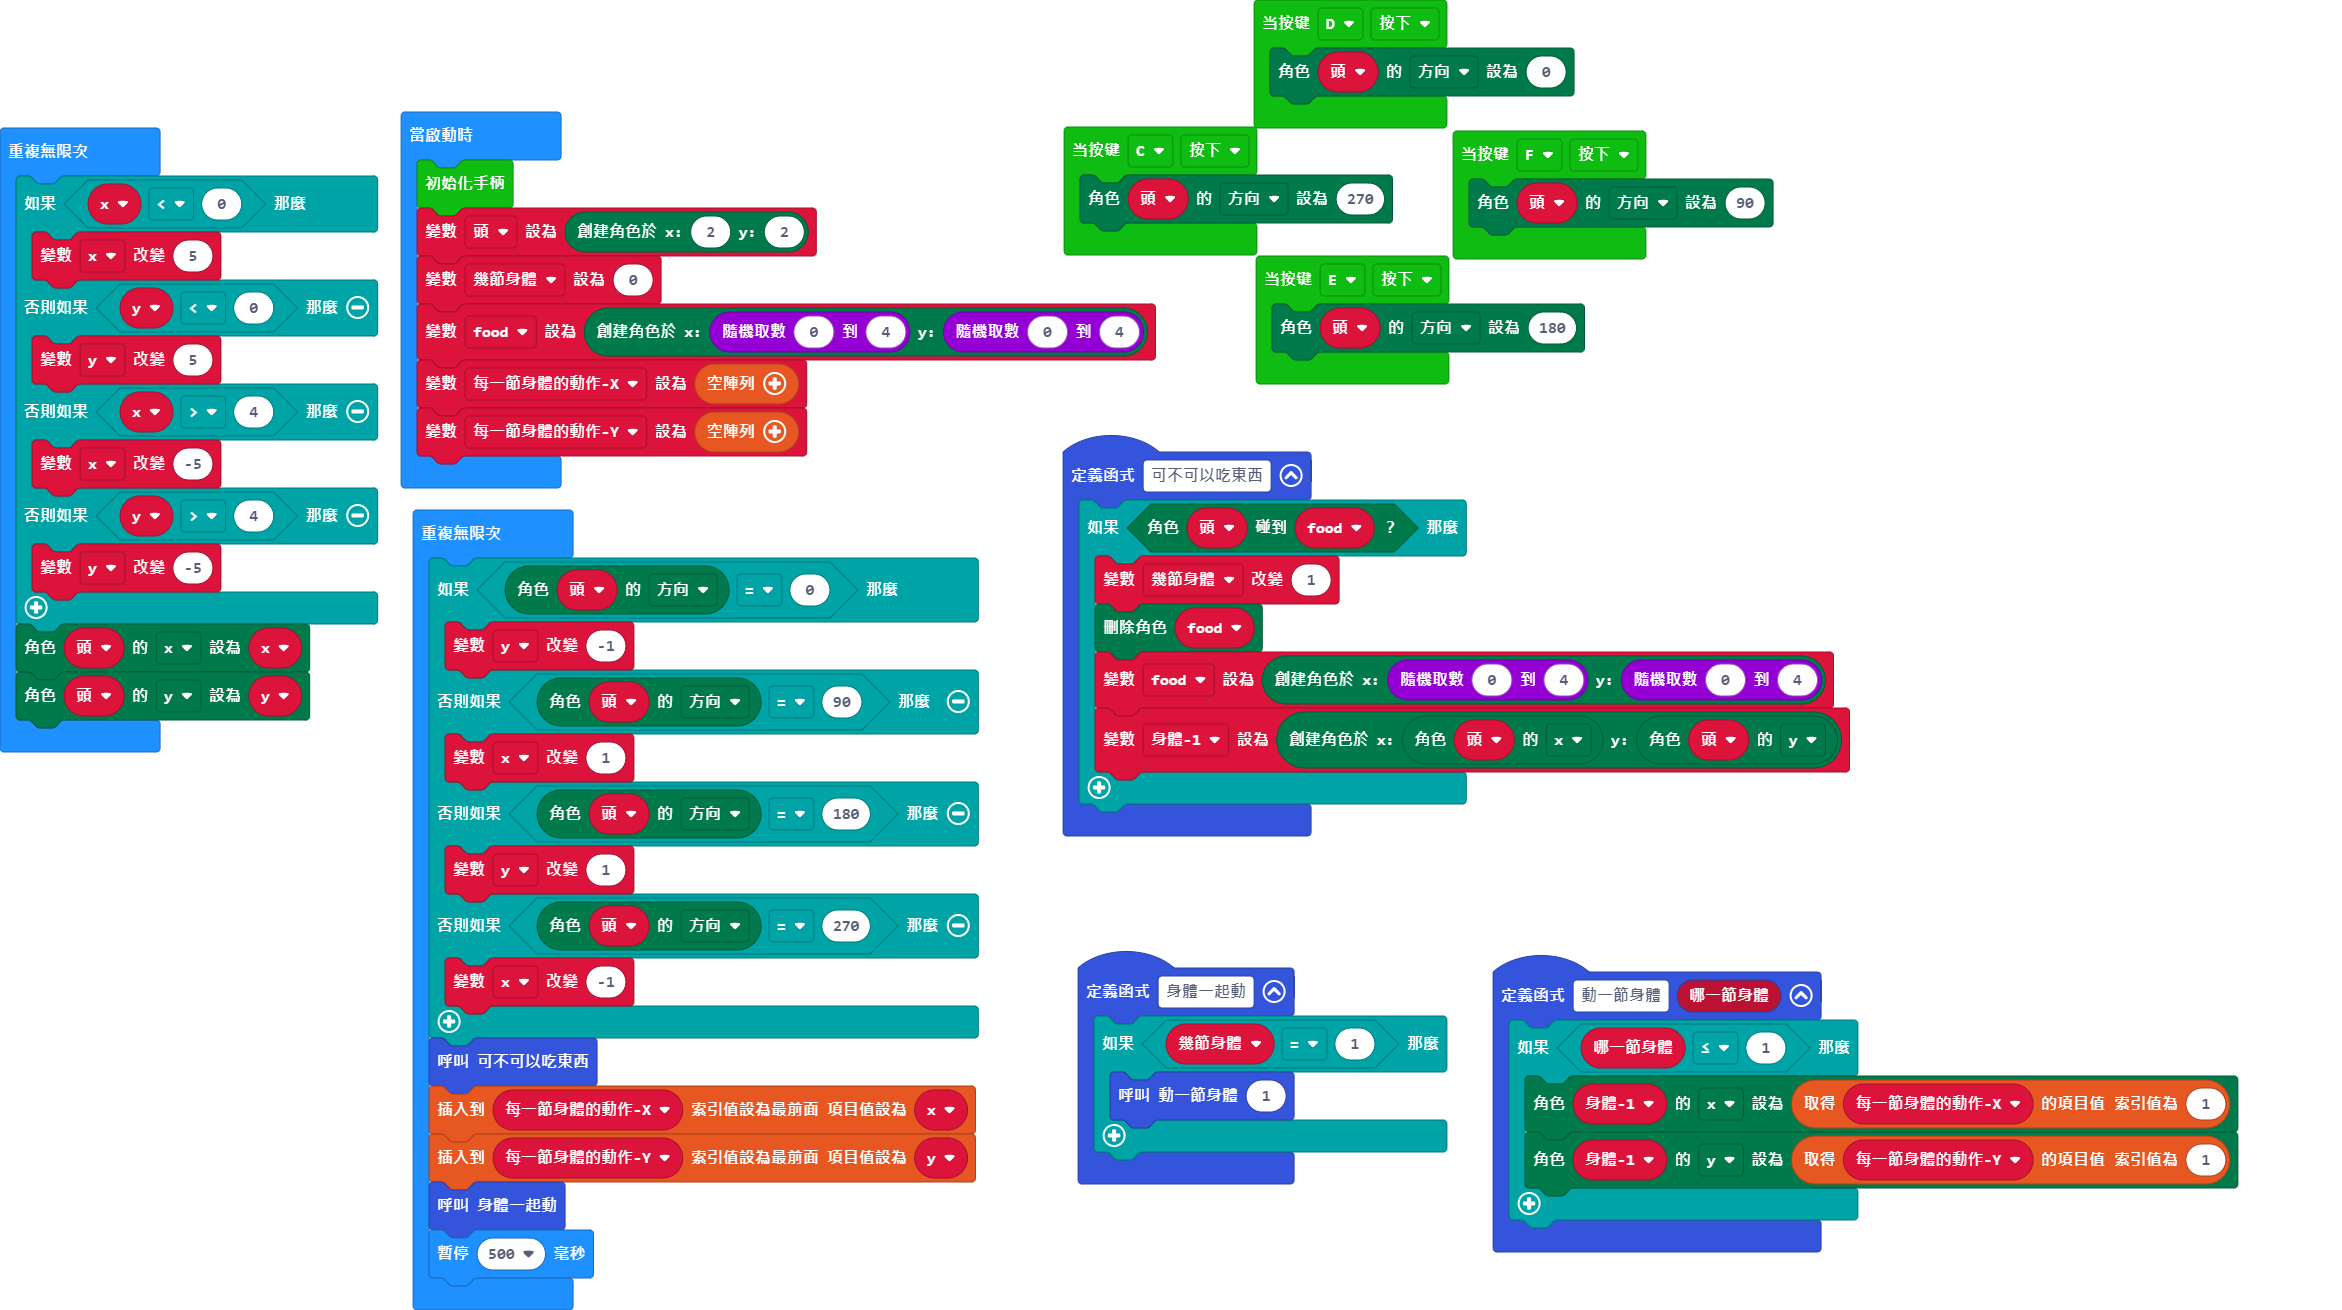 重複無限次
如果 x < 0 那麼
變數 x 改變 5
否則如果 y < 0 那麼
變數 y 改變 5
否則如果 x > 4 那麼
變數 x 改變 -5
否則如果 y > 4 那麼
變數 y 改變 -5
角色 頭 的 x 設為 x
角色 頭 的 y 設為 y
當啟動時
初始化手柄
變數 頭 設為 創建角色於 x: 2 y: 2
變數 幾節身體 設為 0
變數 food 設為 創建角色於 x: 隨機取數 0 到 4 y: 隨機取數 0 到 4
變數 每一節身體的動作-X 設為 空陣列
變數 每一節身體的動作-Y 設為 空陣列
重複無限次
如果 角色 頭 的 方向 = 0 那麼
變數 y 改變 -1
否則如果 角色 頭 的 方向 = 90 那麼
變數 x 改變 1
否則如果 角色 頭 的 方向 = 180 那麼
變數 y 改變 1
否則如果 角色 頭 的 方向 = 270 那麼
變數 x 改變 -1
呼叫 可不可以吃東西
插入到 每一節身體的動作-X 索引值設為最前面 項目值設為 x
插入到 每一節身體的動作-Y 索引值設為最前面 項目值設為 y
呼叫 身體一起動
暫停 500 毫秒
当按键 D 按下
角色 頭 的 方向 設為 0
当按键 C 按下
角色 頭 的 方向 設為 270
当按键 F 按下
角色 頭 的 方向 設為 90
当按键 E 按下
角色 頭 的 方向 設為 180
定義函式 可不可以吃東西
如果 角色 頭 碰到 food ? 那麼
變數 幾節身體 改變 1
刪除角色 food
變數 food 設為 創建角色於 x: 隨機取數 0 到 4 y: 隨機取數 0 到 4
變數 身體-1 設為 創建角色於 x: 角色 頭 的 x y: 角色 頭 的 y
定義函式 身體一起動
如果 幾節身體 = 1 那麼
呼叫 動一節身體 1
定義函式 動一節身體 哪一節身體
如果 哪一節身體 ≤ 1 那麼
角色 身體-1 的 x 設為 取得 每一節身體的動作-X 的項目值 索引值為 1
角色 身體-1 的 y 設為 取得 每一節身體的動作-Y 的項目值 索引值為 1